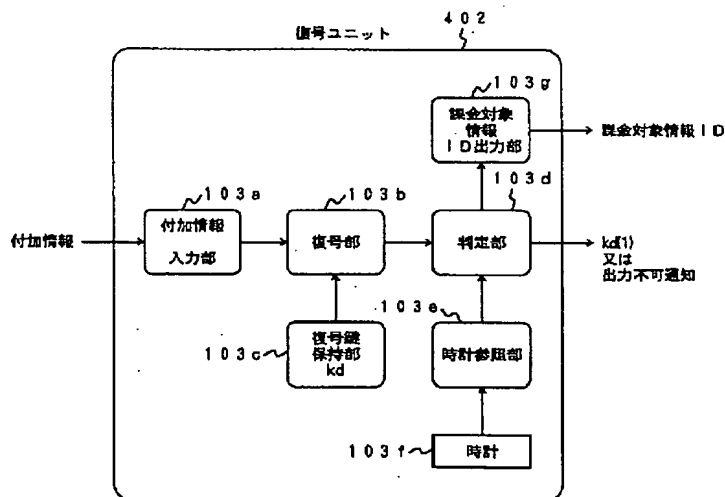 402
復号ユニット
103g
課金対象
情報
ID出力部
課金対象情報ID
103a
103b
103d
付加情報
付加情報
入力部
復号部
判定部
kd(1)
又は
出力不可通知
103e
103c
復号鍵
保持部
kd
時計参照部
103f
時計